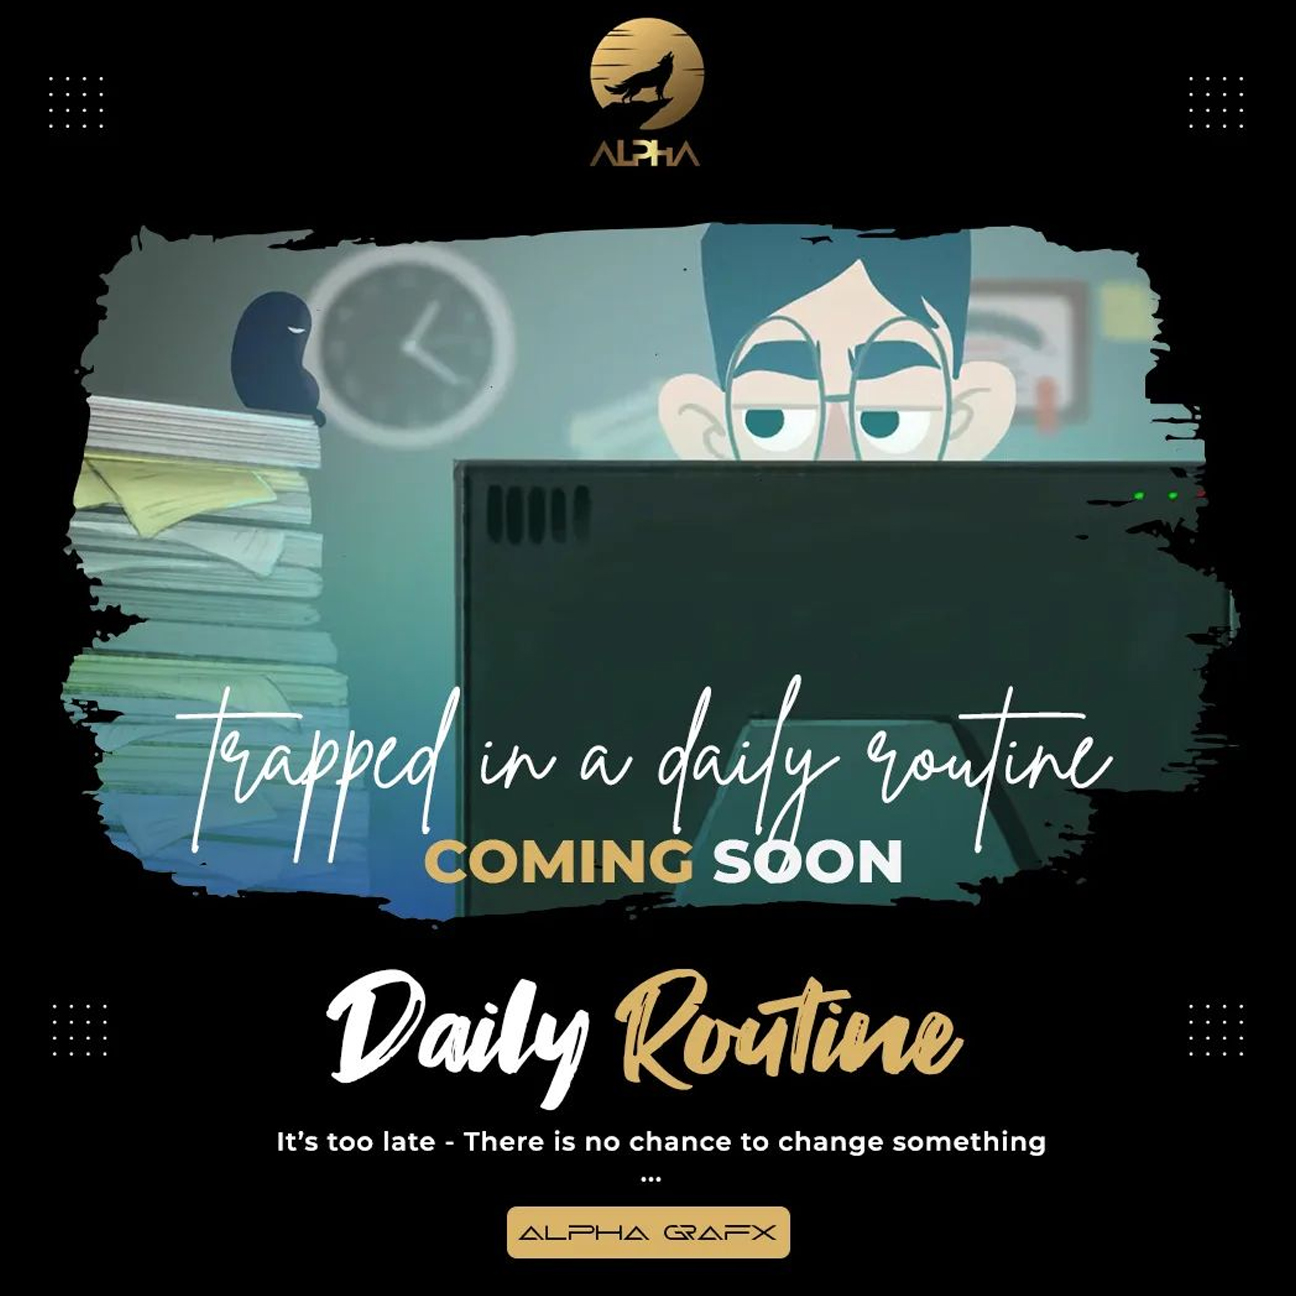 ALPHA
trapped in a daily routine
COMING SOON
Daily Routine
It’s too late - There is no chance to change something
...
ALPHA GRAFX